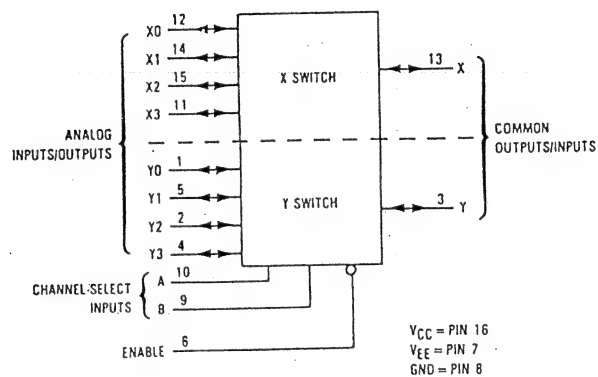 X0 12
X1 14
X2 15
X3 11
X SWITCH
13 X
ANALOG
INPUTS/OUTPUTS
COMMON
OUTPUTS/INPUTS
Y0 1
Y1 5
Y2 2
Y3 4
Y SWITCH
3 Y
CHANNEL-SELECT
INPUTS
A 10
B 9
ENABLE 6
VCC = PIN 16
VEE = PIN 7
GND = PIN 8